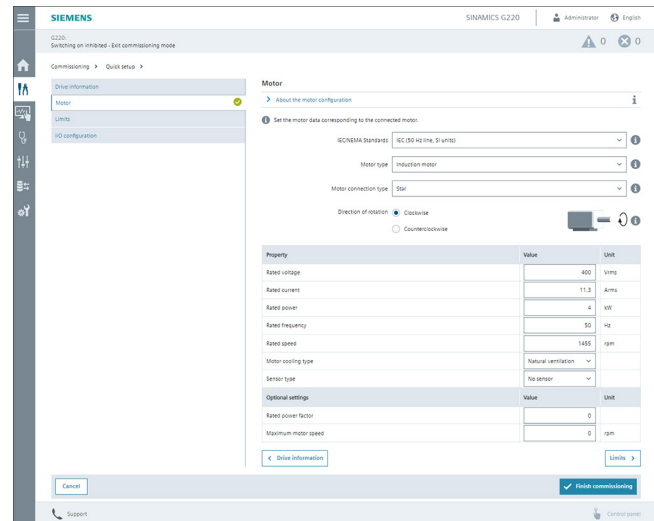 SIEMENS
SINAMICS G220
Administrator
English
G220:
Switching on inhibited - Exit commissioning mode
0
0
Commissioning > Quick setup >
Drive information
Motor
Limits
I/O configuration
Motor
> About the motor configuration
Set the motor data corresponding to the connected motor.
IEC/NEMA Standards IEC (50 Hz line, SI units)
Motor type Induction motor
Motor connection type Star
Direction of rotation Clockwise
Counterclockwise
Property Value Unit
Rated voltage 400 Vrms
Rated current 11.3 Arms
Rated power 4 kW
Rated frequency 50 Hz
Rated speed 1455 rpm
Motor cooling type Natural ventilation
Sensor type No sensor
Optional settings Value Unit
Rated power factor 0
Maximum motor speed 0 rpm
< Drive information
Limits >
Cancel
Finish commissioning
Support
Control panel